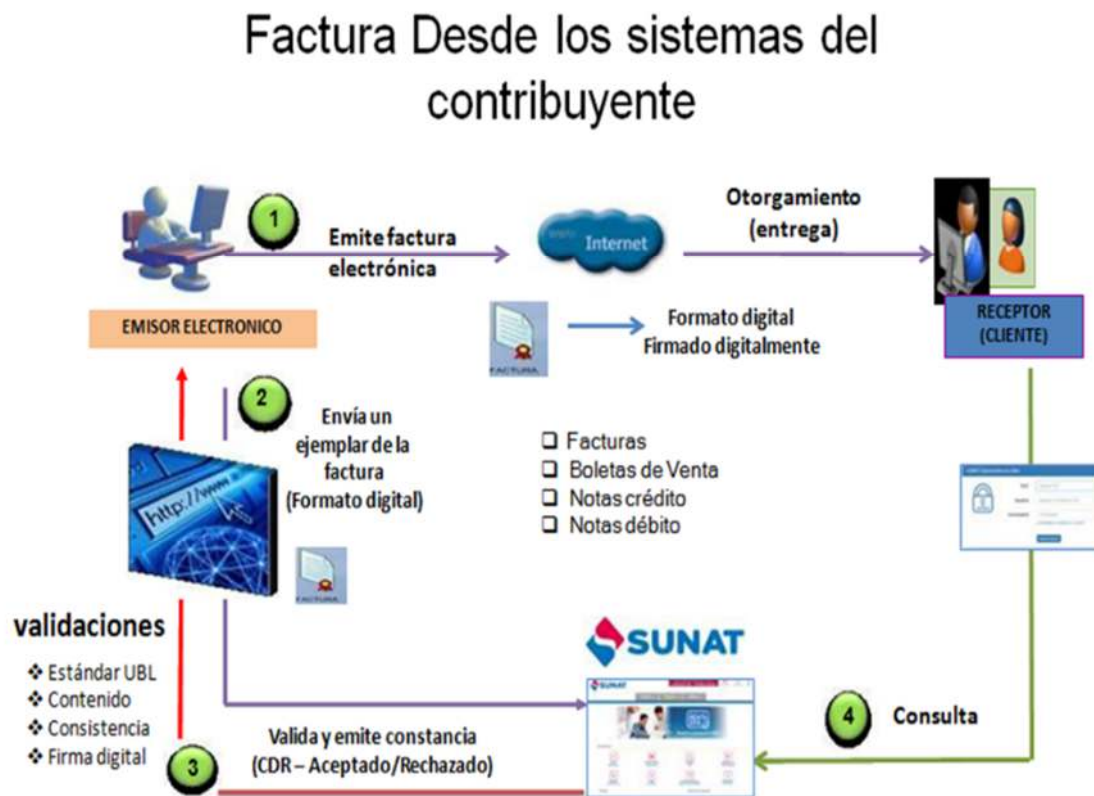 Factura Desde los sistemas del
contribuyente
1
Emite factura
electrónica
Internet
Otorgamiento
(entrega)
EMISOR ELECTRONICO
FACTURA
Formato digital
Firmado digitalmente
RECEPTOR
(CLIENTE)
2
Envía un
ejemplar de la
factura
(Formato digital)
http://www
FACTURA
Facturas
Boletas de Venta
Notas crédito
Notas débito
validaciones
Estándar UBL
Contenido
Consistencia
Firma digital
3
Valida y emite constancia
(CDR – Aceptado/Rechazado)
SUNAT
SUNAT
4
Consulta